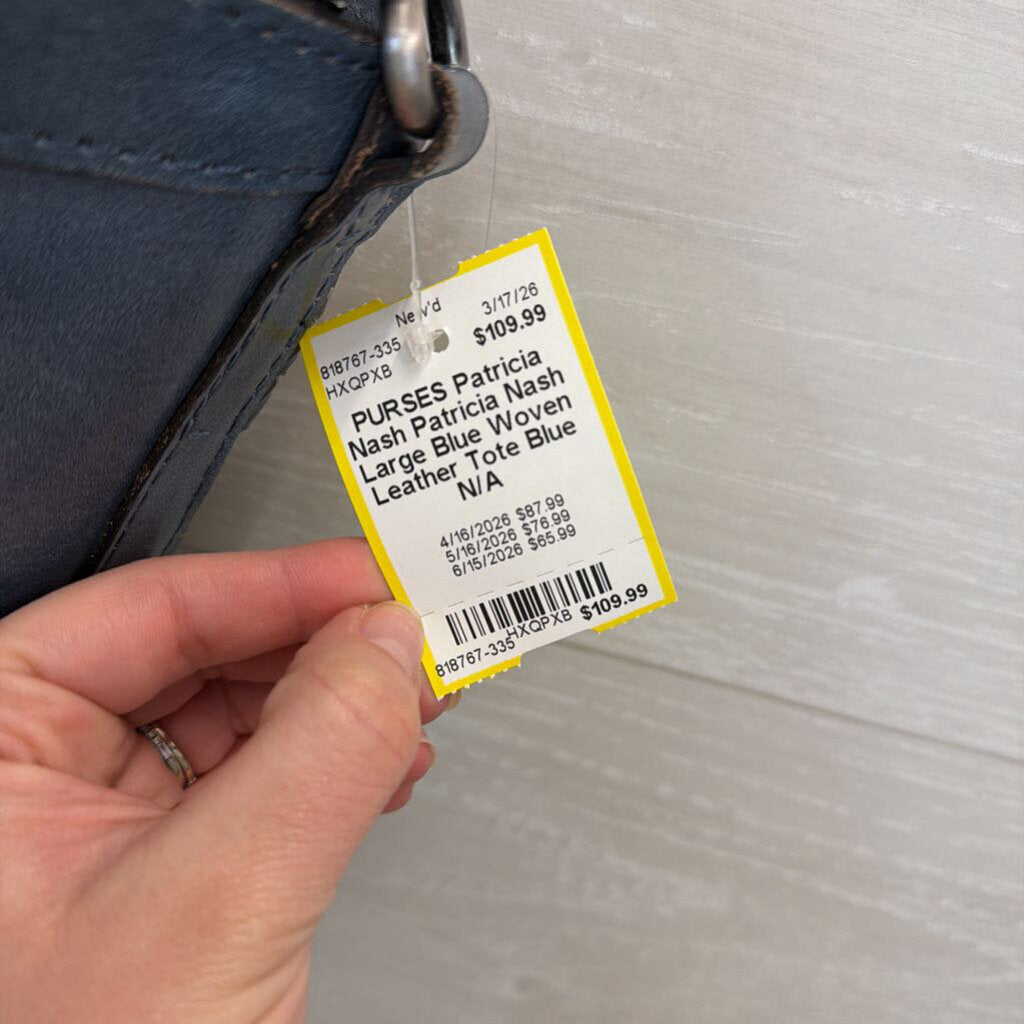 New'd 3/17/26
818767-335 $109.99
HXQPXB
PURSES Patricia
Nash Patricia Nash
Large Blue Woven
Leather Tote Blue
N/A
4/16/2026 $87.99
5/16/2026 $76.99
6/15/2026 $65.99
818767-335 HXQPXB $109.99